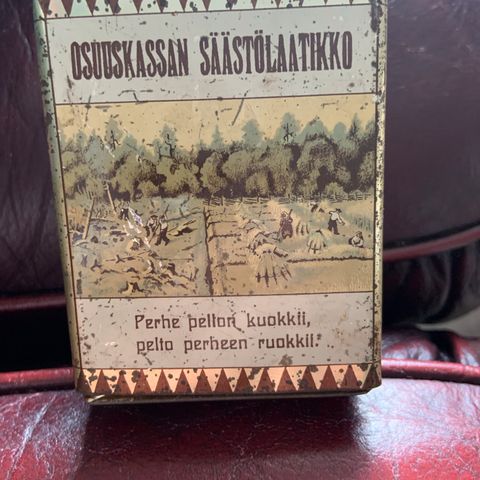 OSUUSKASSAN SÄÄSTÖLAATIKKO
Perhe pellon kuokkii,
pelto perheen ruokkii.